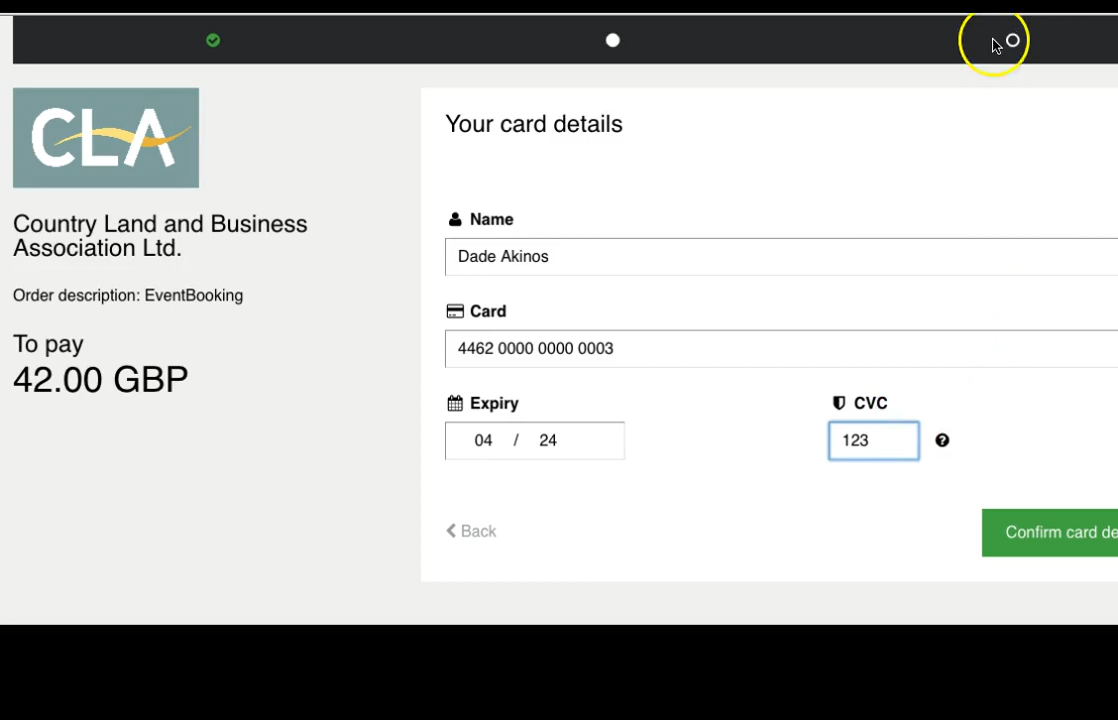 CLA
Country Land and Business
Association Ltd.
Order description: EventBooking
To pay
42.00 GBP
Your card details
Name
Dade Akinos
Card
4462 0000 0000 0003
Expiry
CVC
04 / 24
123
Back
Confirm card de